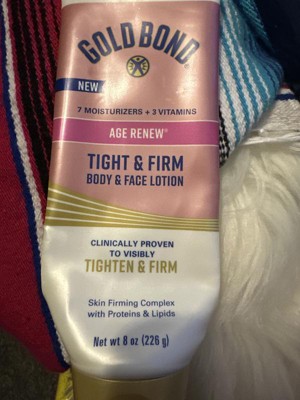 GOLD BOND
NEW
7 MOISTURIZERS + 3 VITAMINS
AGE RENEW®
TIGHT & FIRM
BODY & FACE LOTION
CLINICALLY PROVEN
TO VISIBLY
TIGHTEN & FIRM
Skin Firming Complex
with Proteins & Lipids
Net wt 8 oz (226 g)